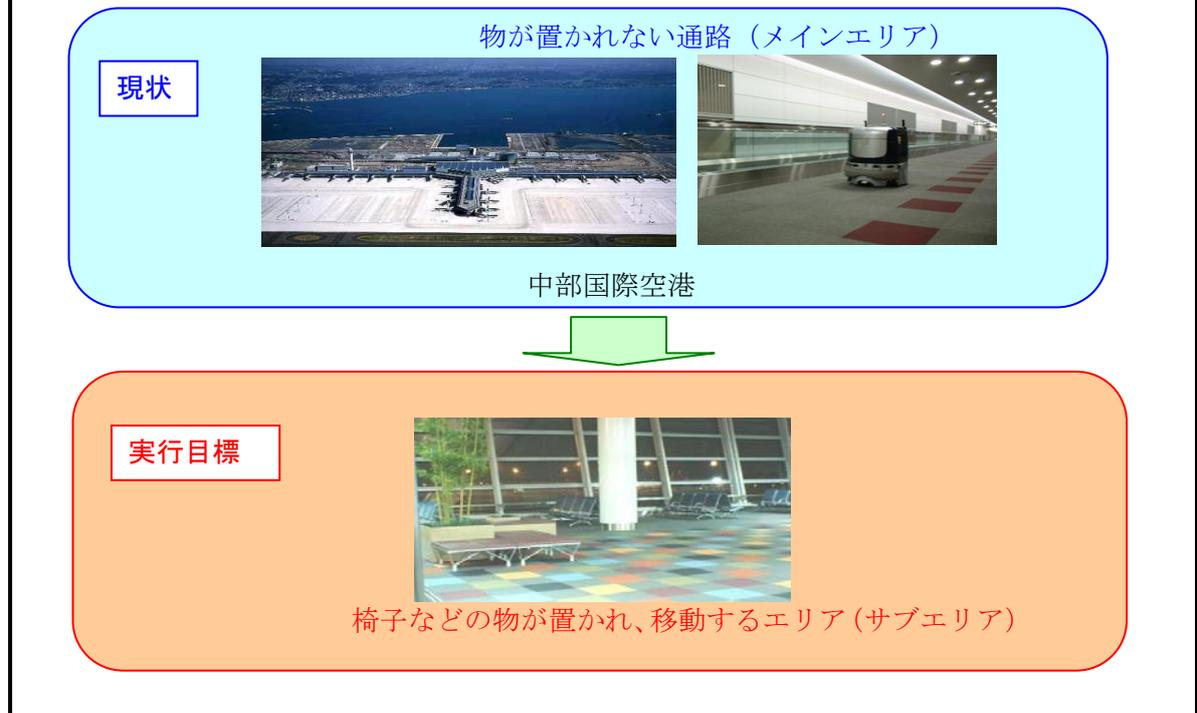 物が置かれない通路（メインエリア）
現状
中部国際空港
実行目標
椅子などの物が置かれ、移動するエリア（サブエリア）